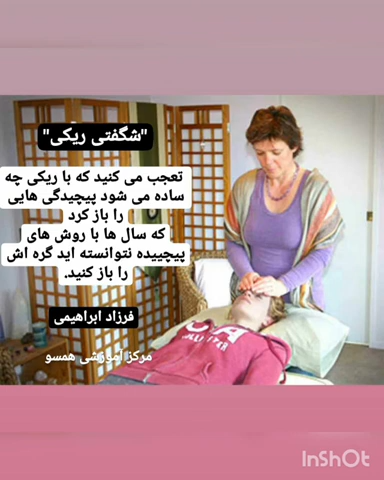 "شگفتی ریکی"
تعجب می کنید که با ریکی چه
ساده می شود پیچیدگی هایی
را باز کرد
که سال ها با روش های
پیچییده نتوانسته اید گره اش
را باز کنید.
فرزاد ابراهیمی
مرکز آموزشی همسو
InShOt